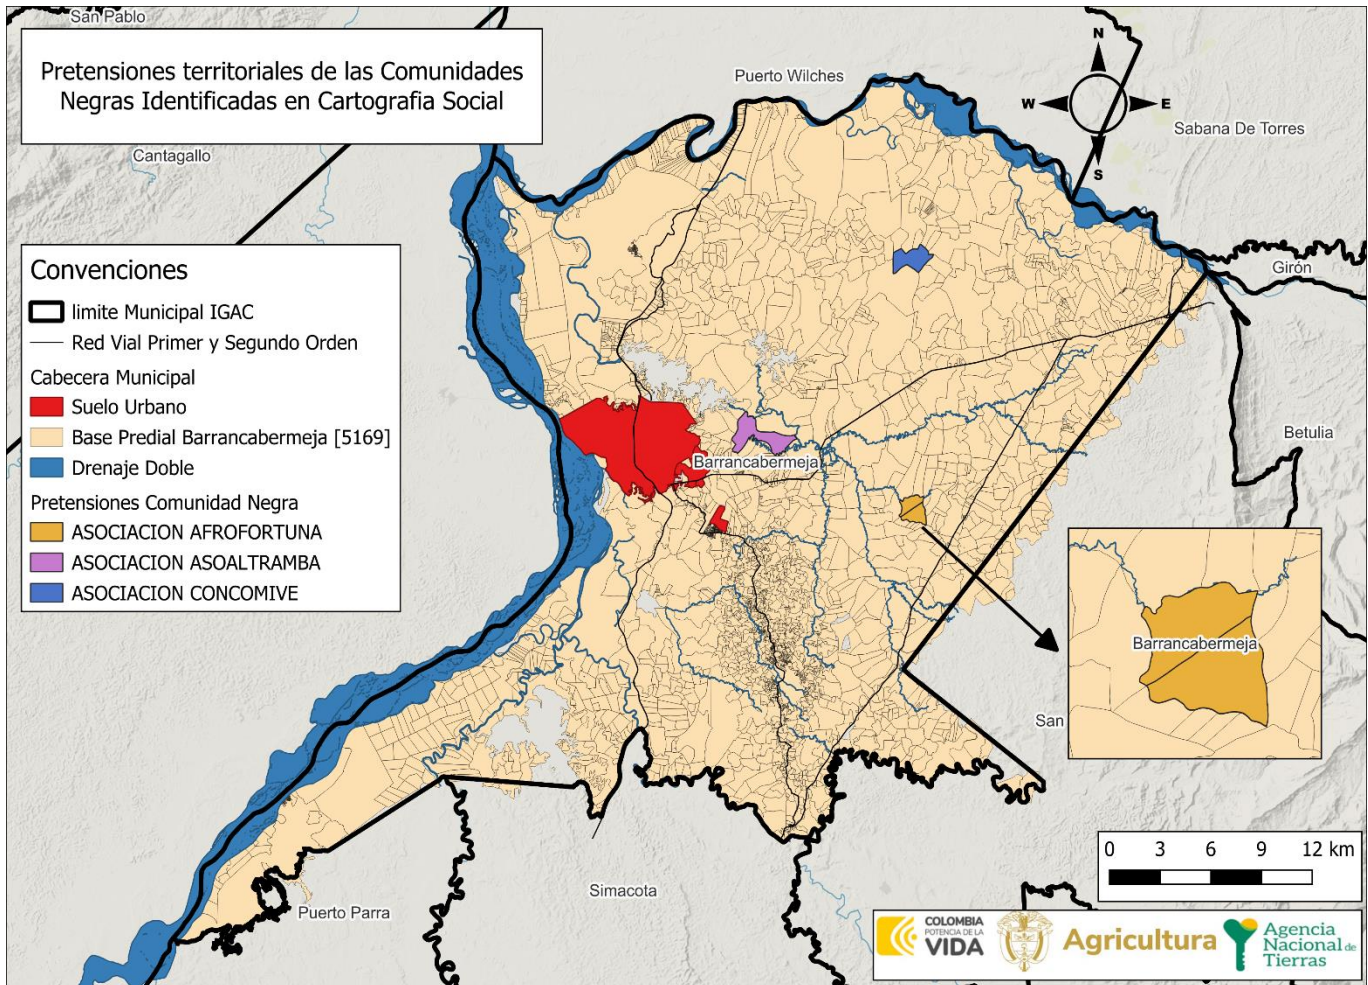 San Pablo
Pretensiones territoriales de las Comunidades
Negras Identificadas en Cartografia Social
Puerto Wilches
N
W
E
S
Sabana De Torres
Cantagallo
Convenciones
limite Municipal IGAC
Red Vial Primer y Segundo Orden
Cabecera Municipal
Suelo Urbano
Base Predial Barrancabermeja [5169]
Drenaje Doble
Pretensiones Comunidad Negra
ASOCIACION AFROFORTUNA
ASOCIACION ASOALTRAMBA
ASOCIACION CONCOMIVE
Girón
Betulia
Barrancabermeja
Barrancabermeja
San
0 3 6 9 12 km
Simacota
Puerto Parra
COLOMBIA
POTENCIA DE LA
VIDA
Agricultura
Agencia
Nacional de
Tierras